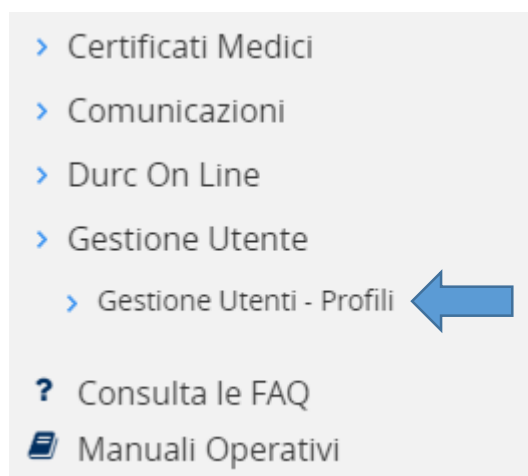 Certificati Medici
Comunicazioni
Durc On Line
Gestione Utente
Gestione Utenti - Profili
? Consulta le FAQ
Manuali Operativi